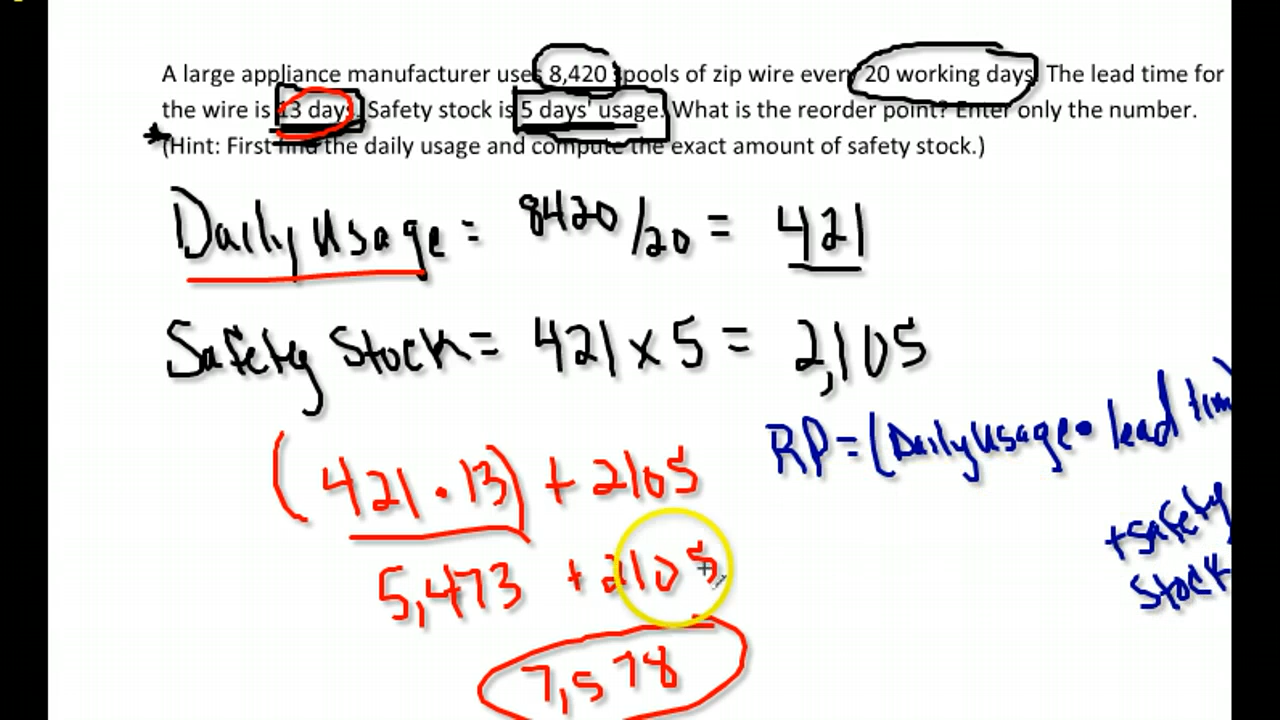 A large appliance manufacturer uses 8,420 spools of zip wire every 20 working days. The lead time for
the wire is 13 days. Safety stock is 5 days' usage. What is the reorder point? Enter only the number.
(Hint: First find the daily usage and compute the exact amount of safety stock.)
Daily Usage = 8420/20 = 421
Safety Stock = 421 x 5 = 2,105
RP = (Daily Usage • lead time)
+ Safety
Stock
(421 • 13) + 2105
5,473 + 2105
7,578